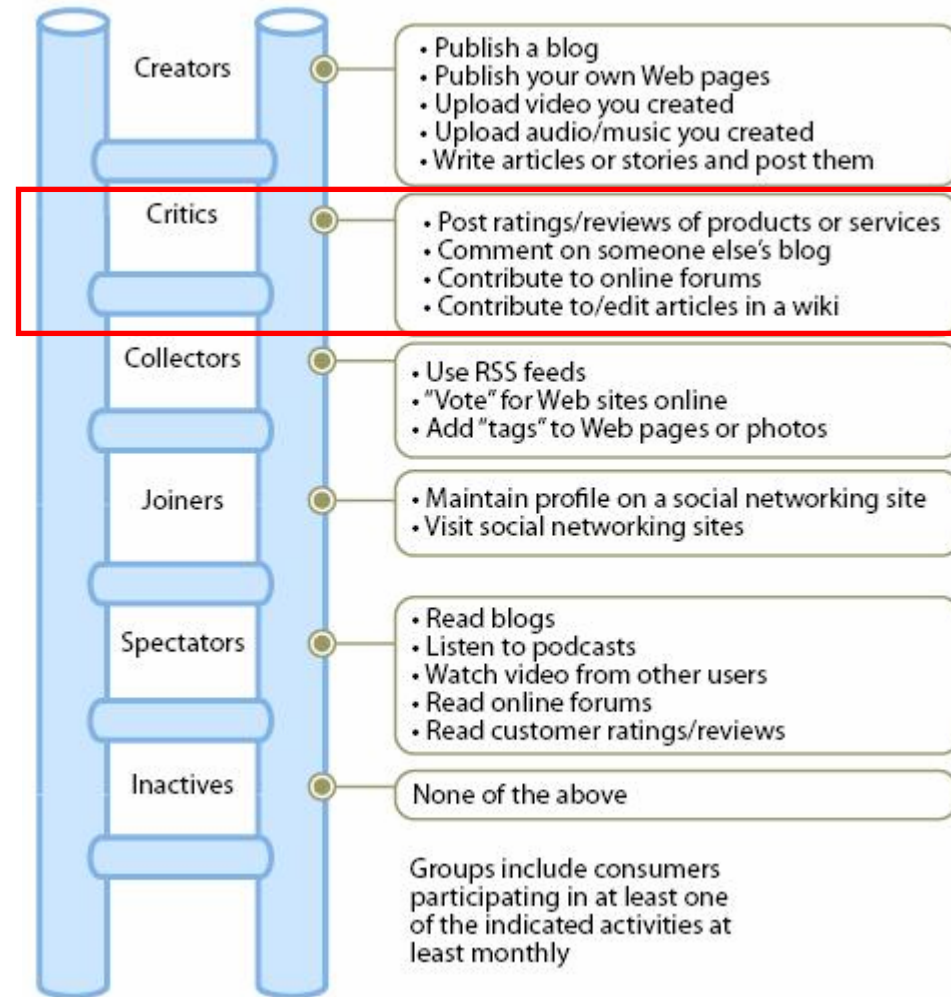 Creators
• Publish a blog
• Publish your own Web pages
• Upload video you created
• Upload audio/music you created
• Write articles or stories and post them
Critics
• Post ratings/reviews of products or services
• Comment on someone else's blog
• Contribute to online forums
• Contribute to/edit articles in a wiki
Collectors
• Use RSS feeds
• "Vote" for Web sites online
• Add "tags" to Web pages or photos
Joiners
• Maintain profile on a social networking site
• Visit social networking sites
Spectators
• Read blogs
• Listen to podcasts
• Watch video from other users
• Read online forums
• Read customer ratings/reviews
Inactives
None of the above
Groups include consumers
participating in at least one
of the indicated activities at
least monthly